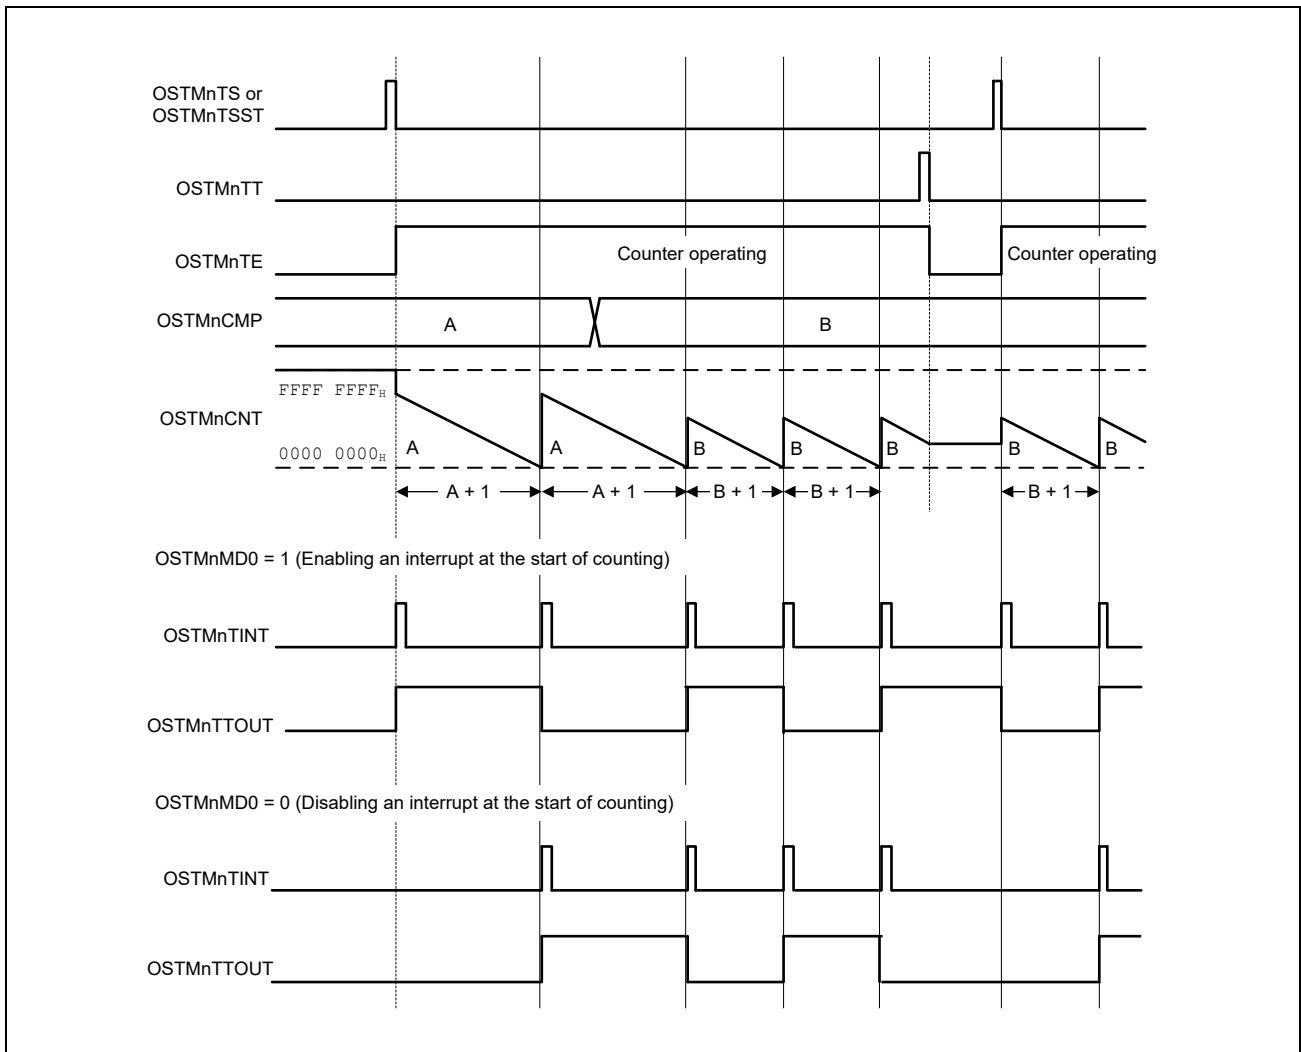 OSTMnTS or
OSTMnTSST
OSTMnTT
OSTMnTE
Counter operating
Counter operating
OSTMnCMP
A
B
FFFF FFFFH
OSTMnCNT
0000 0000H
A
A
B
B
B
B
B
A + 1
A + 1
B + 1
B + 1
B + 1
OSTMnMD0 = 1 (Enabling an interrupt at the start of counting)
OSTMnTINT
OSTMnTTOUT
OSTMnMD0 = 0 (Disabling an interrupt at the start of counting)
OSTMnTINT
OSTMnTTOUT